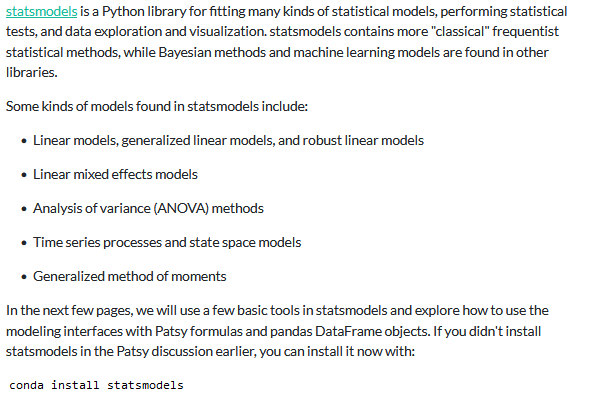 statsmodels is a Python library for fitting many kinds of statistical models, performing statistical
tests, and data exploration and visualization. statsmodels contains more "classical" frequentist
statistical methods, while Bayesian methods and machine learning models are found in other
libraries.
Some kinds of models found in statsmodels include:
• Linear models, generalized linear models, and robust linear models
• Linear mixed effects models
• Analysis of variance (ANOVA) methods
• Time series processes and state space models
• Generalized method of moments
In the next few pages, we will use a few basic tools in statsmodels and explore how to use the
modeling interfaces with Patsy formulas and pandas DataFrame objects. If you didn't install
statsmodels in the Patsy discussion earlier, you can install it now with:
conda install statsmodels